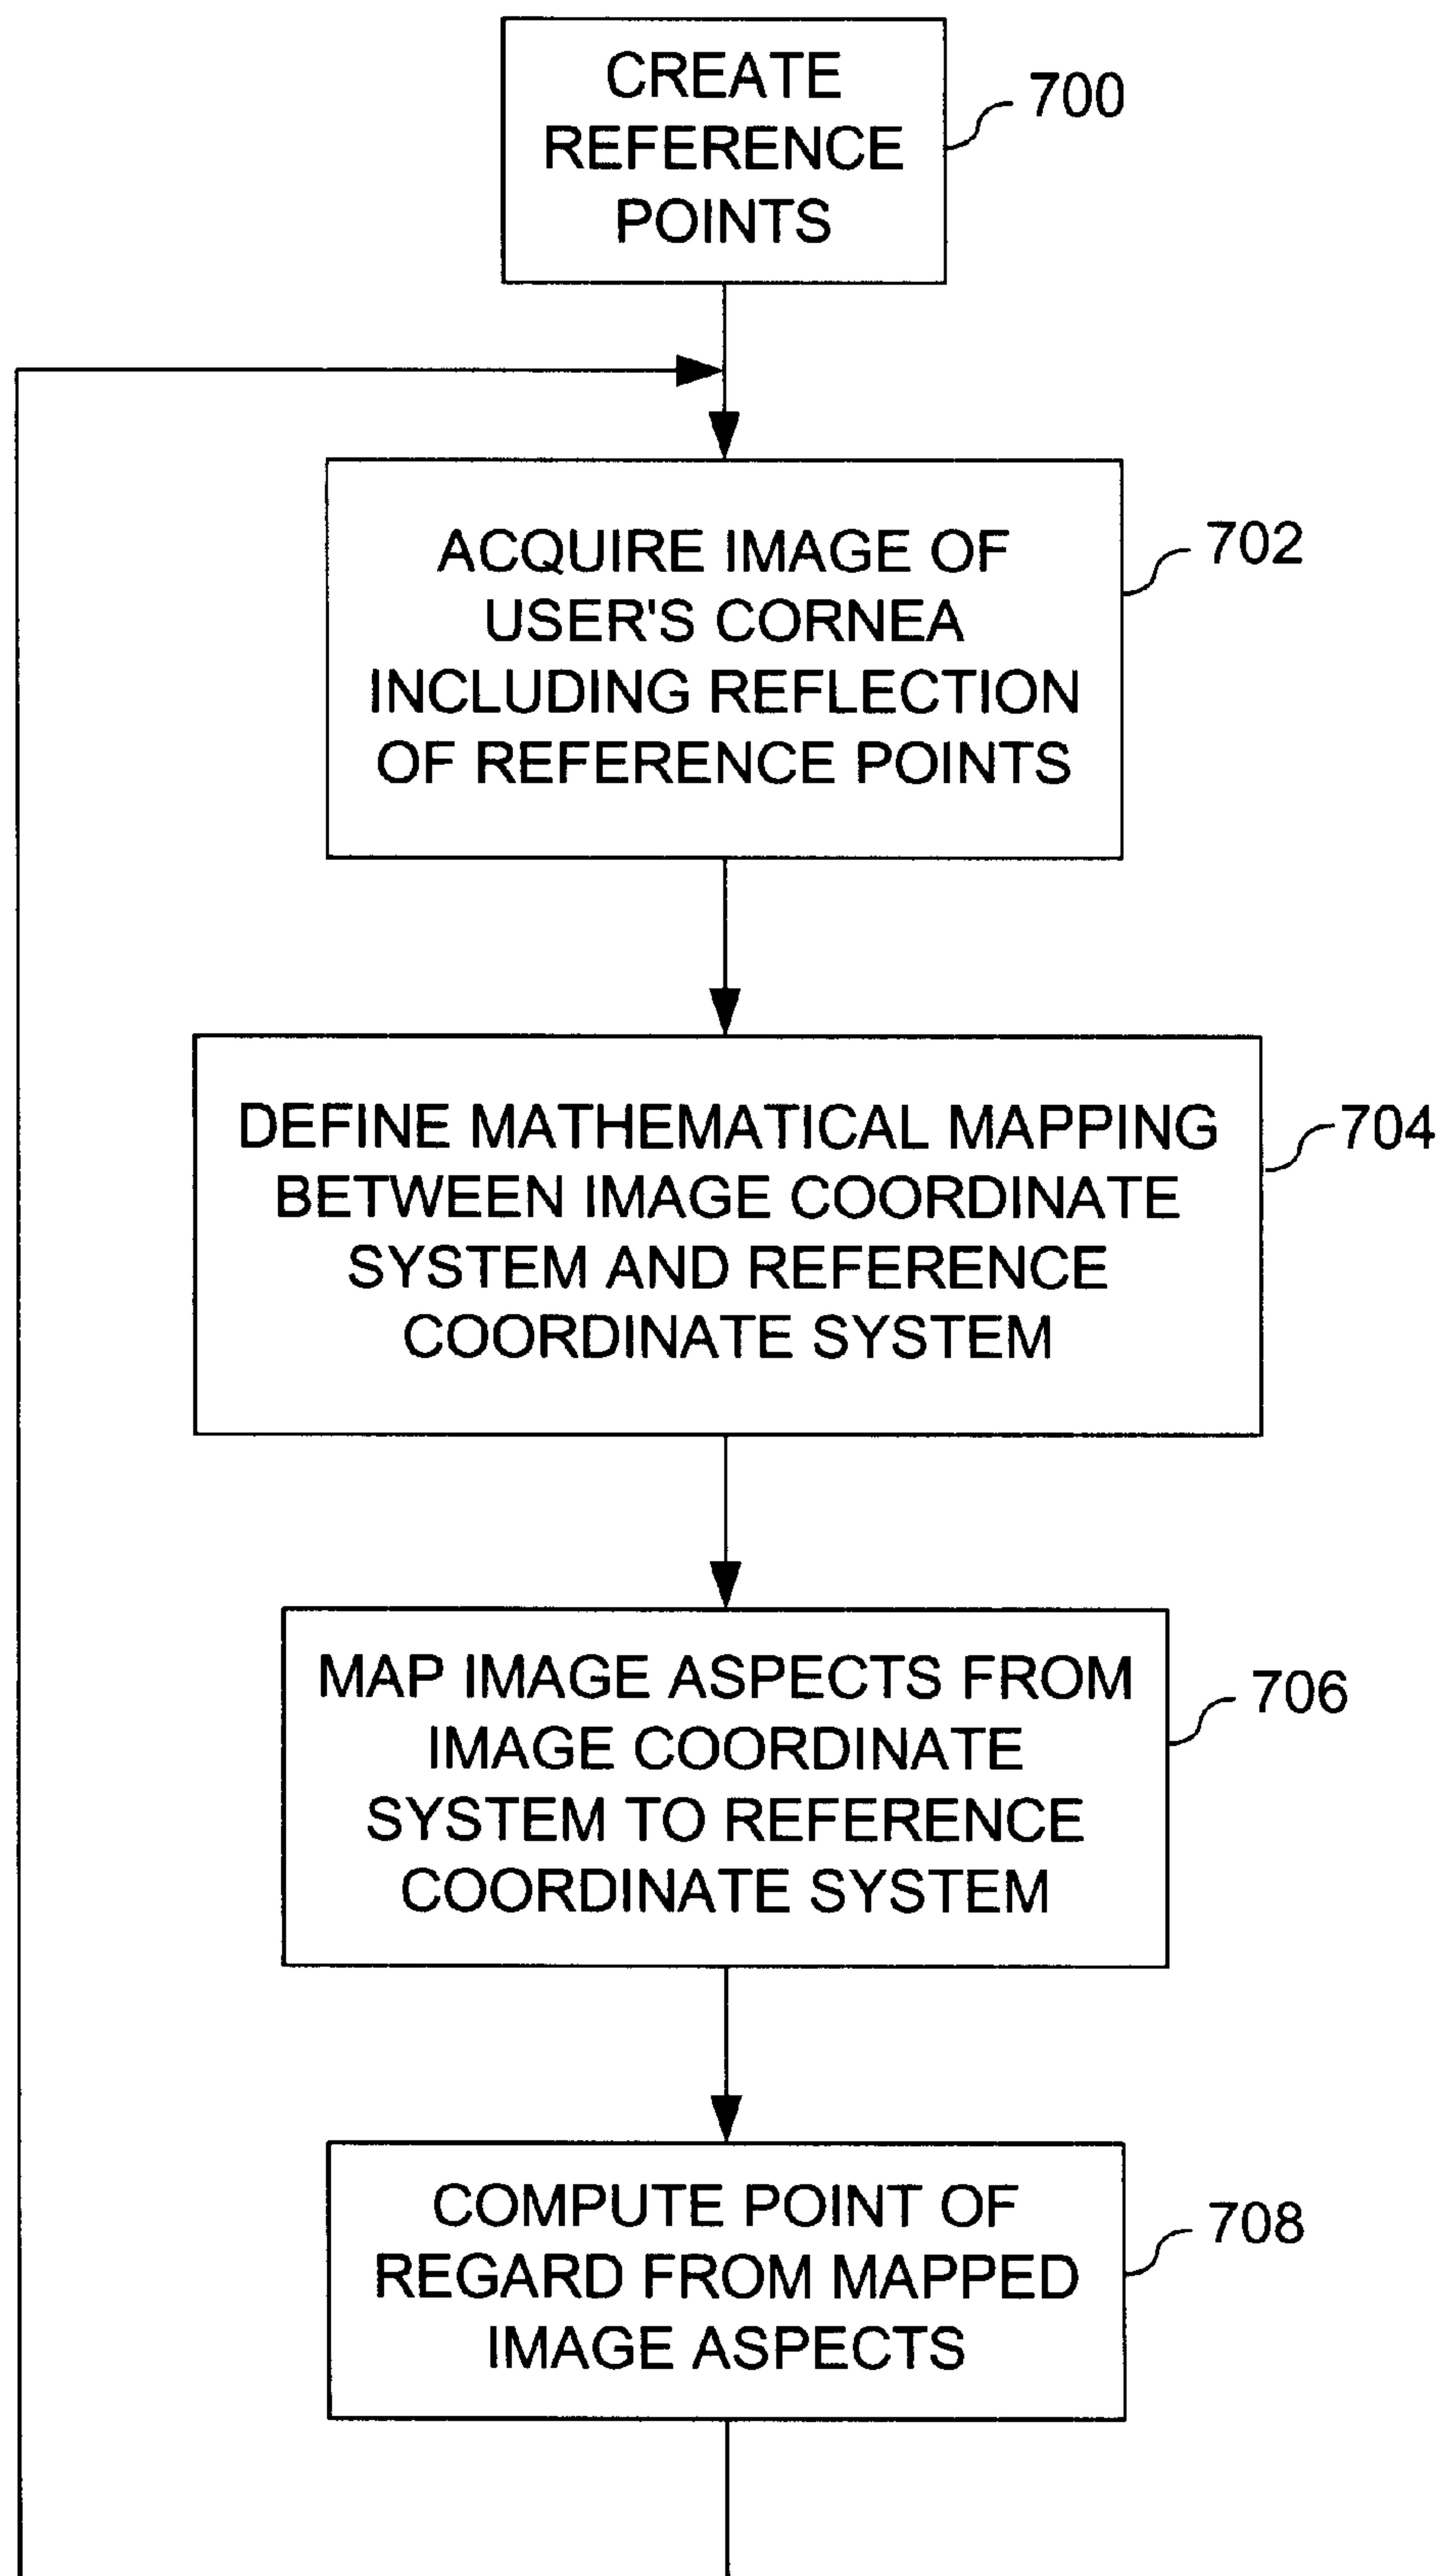 CREATE
REFERENCE
POINTS
700
ACQUIRE IMAGE OF
USER'S CORNEA
INCLUDING REFLECTION
OF REFERENCE POINTS
702
DEFINE MATHEMATICAL MAPPING
BETWEEN IMAGE COORDINATE
SYSTEM AND REFERENCE
COORDINATE SYSTEM
704
MAP IMAGE ASPECTS FROM
IMAGE COORDINATE
SYSTEM TO REFERENCE
COORDINATE SYSTEM
706
COMPUTE POINT OF
REGARD FROM MAPPED
IMAGE ASPECTS
708